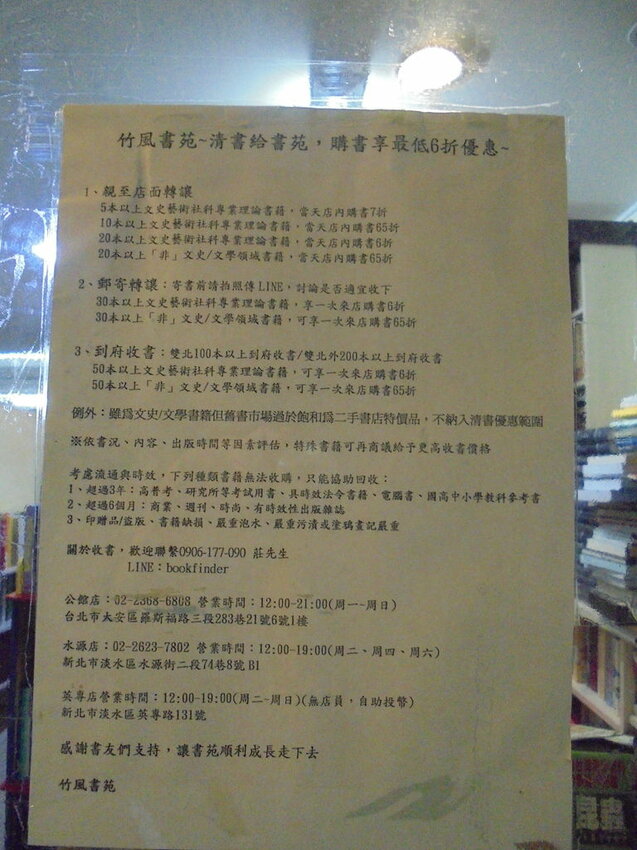 竹風書苑~清書給書苑，購書享最低6折優惠~
1、親至店面轉讓
5本以上文史藝術社科專業理論書籍，當天店內購書7折
10本以上文史藝術社科專業理論書籍，當天店內購書65折
20本以上文史藝術社科專業理論書籍，當天店內購書6折
20本以上「非」文史/文學領域書籍，當天店內購書65折
2、郵寄轉讓：寄書前請拍照傳LINE，討論是否適宜收下
30本以上文史藝術社科專業理論書籍，享一次來店購書6折
30本以上「非」文史/文學領域書籍，可享一次來店購書65折
3、到府收書：雙北100本以上到府收書/雙北外200本以上到府收書
50本以上文史藝術社科專業理論書籍，可享一次來店購書6折
50本以上「非」文史/文學領域書籍，可享一次來店購書65折
例外：雖爲文史/文學書籍但舊書市場過於飽和爲二手書店特價品，不納入清書優惠範圍
※依書況、內容、出版時間等因素評估，特殊書籍可再商議給予更高收書價格
考慮流通與時效，下列種類書籍無法收購，只能協助回收：
1、超過3年：高普考、研究所等考試用書、具時效法令書籍、電腦書、國高中小學教科參考書
2、超過6個月：商業、週刊、時尚、有時效性出版雜誌
3、印贈品/盜版、書籍缺損、嚴重泡水、嚴重污漬或塗鴉畫記嚴重
關於收書，歡迎聯繫0906-177-090 莊先生
LINE：bookfinder
公館店：02-2368-6808 營業時間：12:00-21:00(周一~周日)
台北市大安區羅斯福路三段283巷21號6號1樓
水源店：02-2623-7802 營業時間：12:00-19:00(周二、周四、周六)
新北市淡水區水源街二段74巷8號 B1
英專店營業時間：12:00-19:00(周二~周日)(無店員，自助投幣)
新北市淡水區英專路131號
感謝書友們支持，讓書苑順利成長走下去
竹風書苑